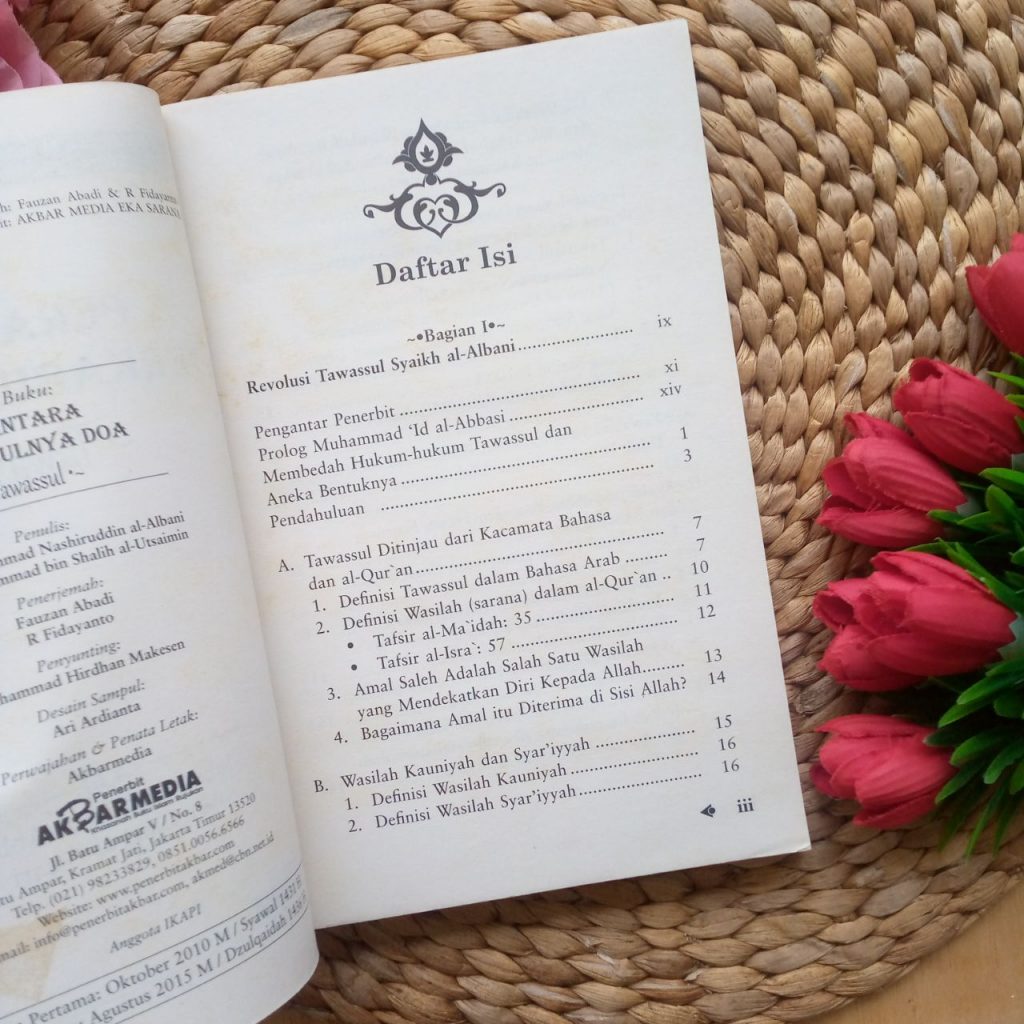 Fauzan Abadi & R Fidayanto
AKBAR MEDIA EKA SARANA
Buku:
DOA
Tawassul •~
Penulis:
Nashiruddin al-Albani
bin Shalih al-Utsaimin
Penerjemah:
Fauzan Abadi
R Fidayanto
Penyunting:
Hirdhan Makesen
Desain Sampul:
Ari Ardianta
Perwajahan & Penata Letak:
Akbarmedia
Penerbit
AKBARMEDIA
Khasanah Buku Islam Rujukan
Jl. Batu Ampar V / No. 8
Ampar, Kramat Jati, Jakarta Timur 13520
Telp, (021) 98233829, 0851.0056.6566
Website: www.penerbitakbar.com, akmed@cbn.net.id
info@penerbitakbar.com
Anggota IKAPI
Pertama: Oktober 2010 M / Syawal 1431 H
Agustus 2015 M / Dzulqaidah
Daftar Isi
~•Bagian I•~
Revolusi Tawassul Syaikh al-Albani .................... ix
Pengantar Penerbit .................... xi
Prolog Muhammad ‘Id al-Abbasi .................... xiv
Membedah Hukum-hukum Tawassul dan
Aneka Bentuknya .................... 1
Pendahuluan .................... 3
A. Tawassul Ditinjau dari Kacamata Bahasa
dan al-Qur`an .................... 7
1. Definisi Tawassul dalam Bahasa Arab ........ 7
2. Definisi Wasilah (sarana) dalam al-Qur`an .. 10
• Tafsir al-Ma`idah: 35 .................... 11
• Tafsir al-Isra`: 57 .................... 12
3. Amal Saleh Adalah Salah Satu Wasilah
yang Mendekatkan Diri Kepada Allah ......... 13
4. Bagaimana Amal itu Diterima di Sisi Allah? 14
B. Wasilah Kauniyah dan Syar’iyyah .................... 15
1. Definisi Wasilah Kauniyah .................... 16
2. Definisi Wasilah Syar’iyyah .................... 16
iii